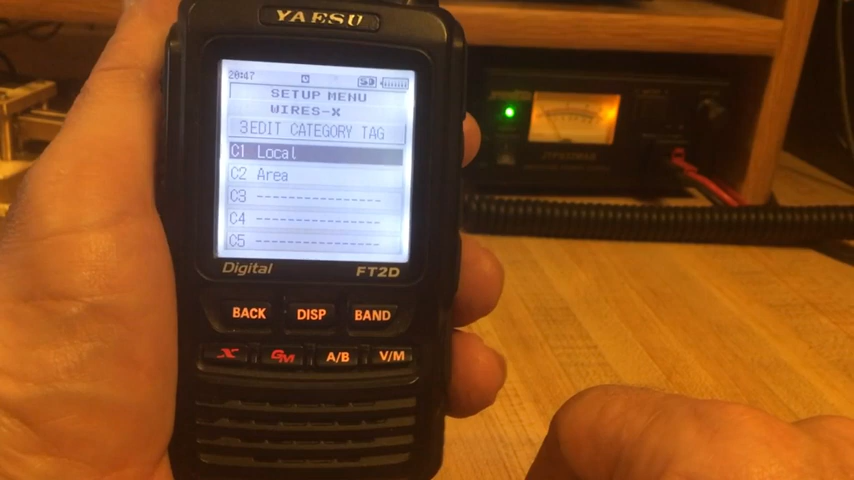 YAESU
20:47 SD
SETUP MENU
WIRES-X
3EDIT CATEGORY TAG
C1 Local
C2 Area
C3 ----------------
C4 ----------------
C5 ----------------
Digital FT2D
BACK DISP BAND
X GM A/B V/M